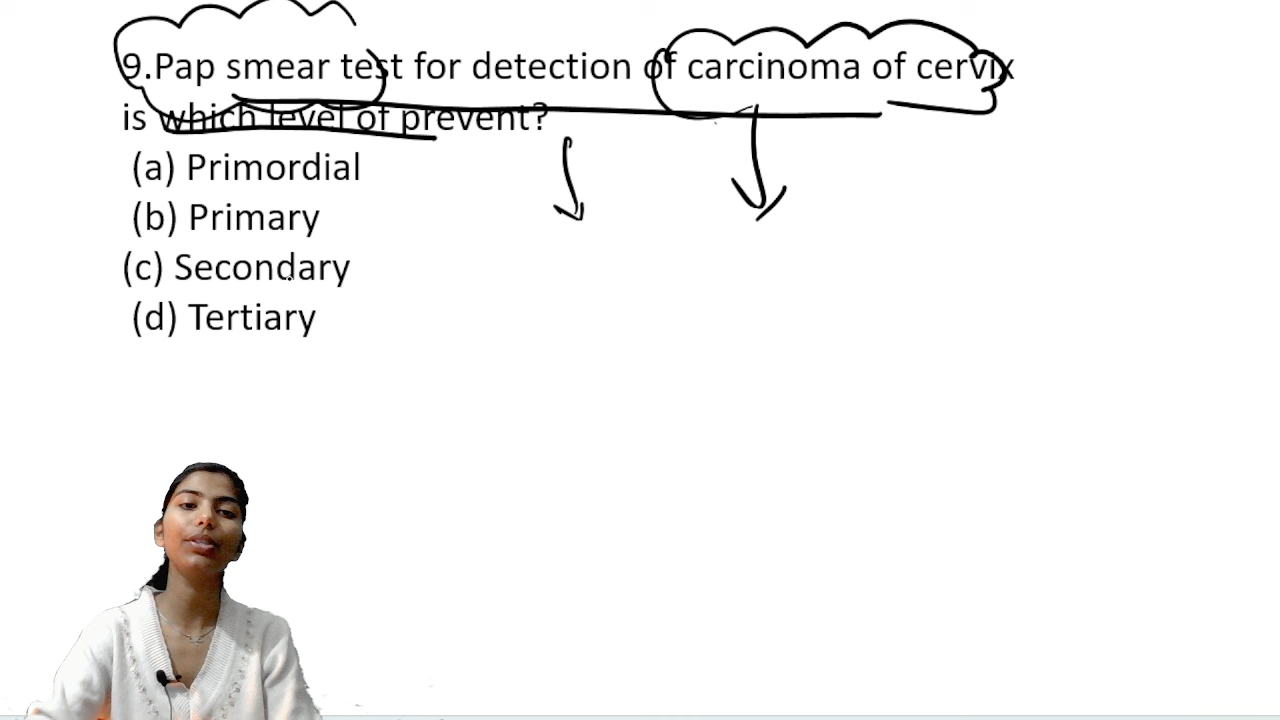 9.Pap smear test for detection of carcinoma of cervix
is which level of prevent?
(a) Primordial
(b) Primary
(c) Secondary
(d) Tertiary